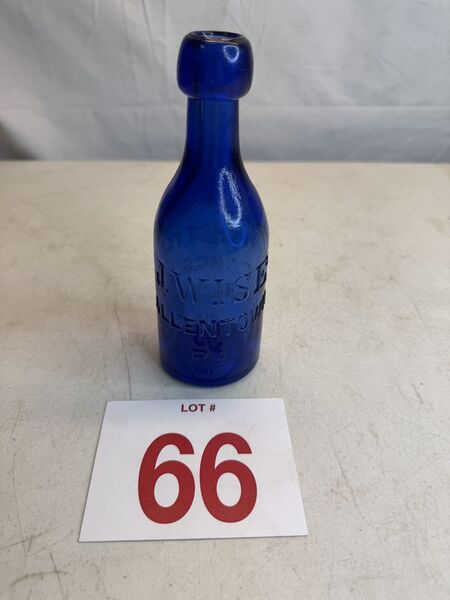 J. WISE
ALLENTOWN
PA
LOT #
66